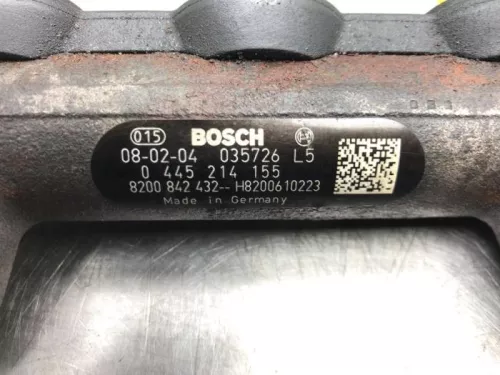 015 BOSCH
08-02-04 035726 L5
0 445 214 155
8200 842 432-- H8200610223
Made in Germany